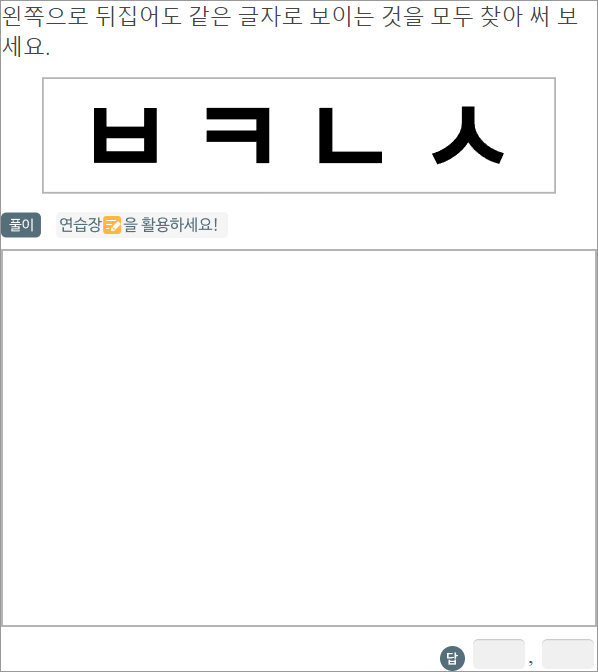 왼쪽으로 뒤집어도 같은 글자로 보이는 것을 모두 찾아 써 보
세요.
ㅂ ㅋ ㄴ ㅅ
풀이 연습장을 활용하세요!
답 ,